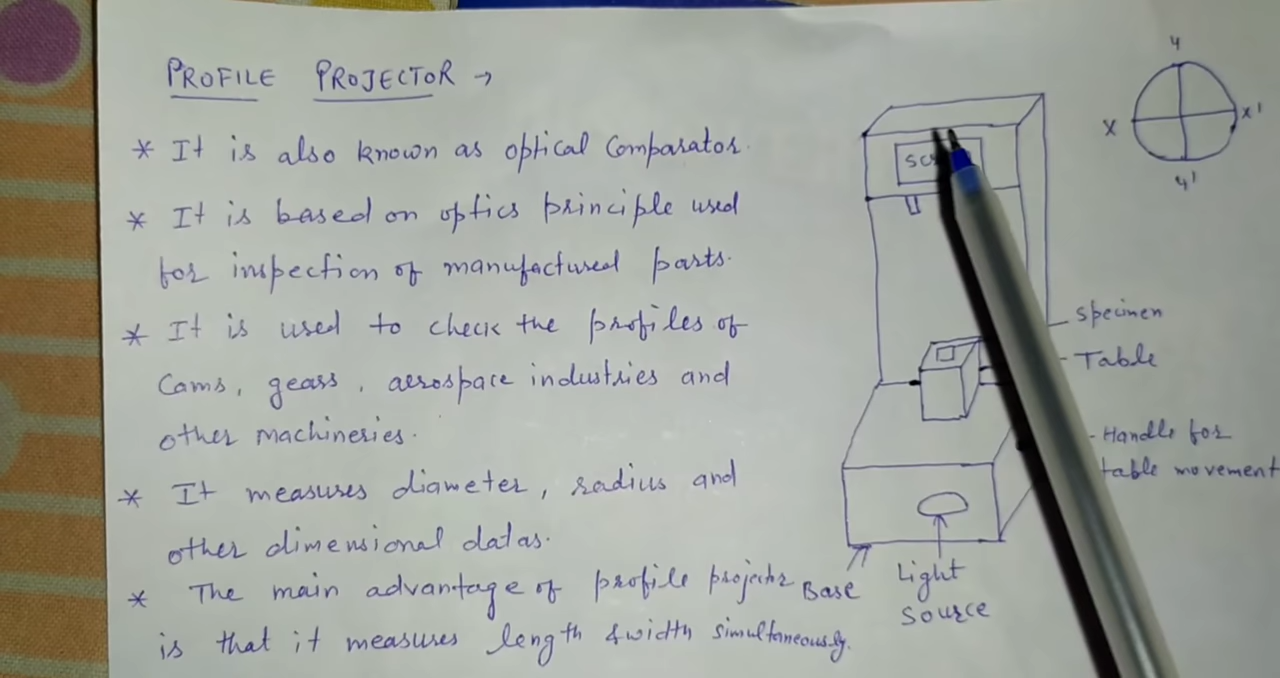 PROFILE PROJECTOR →
* It is also known as optical Comparator.
* It is based on optics principle used
for inspection of manufactured parts.
* It is used to check the profiles of
Cams, gears, aerospace industries and
other machineries.
* It measures diameter, radius and
other dimensional datas.
* The main advantage of profile projector
is that it measures length & width simultaneously.
Y
X
X'
Y'
Specimen
Table
Handle for
table movement
Base
Light
Source